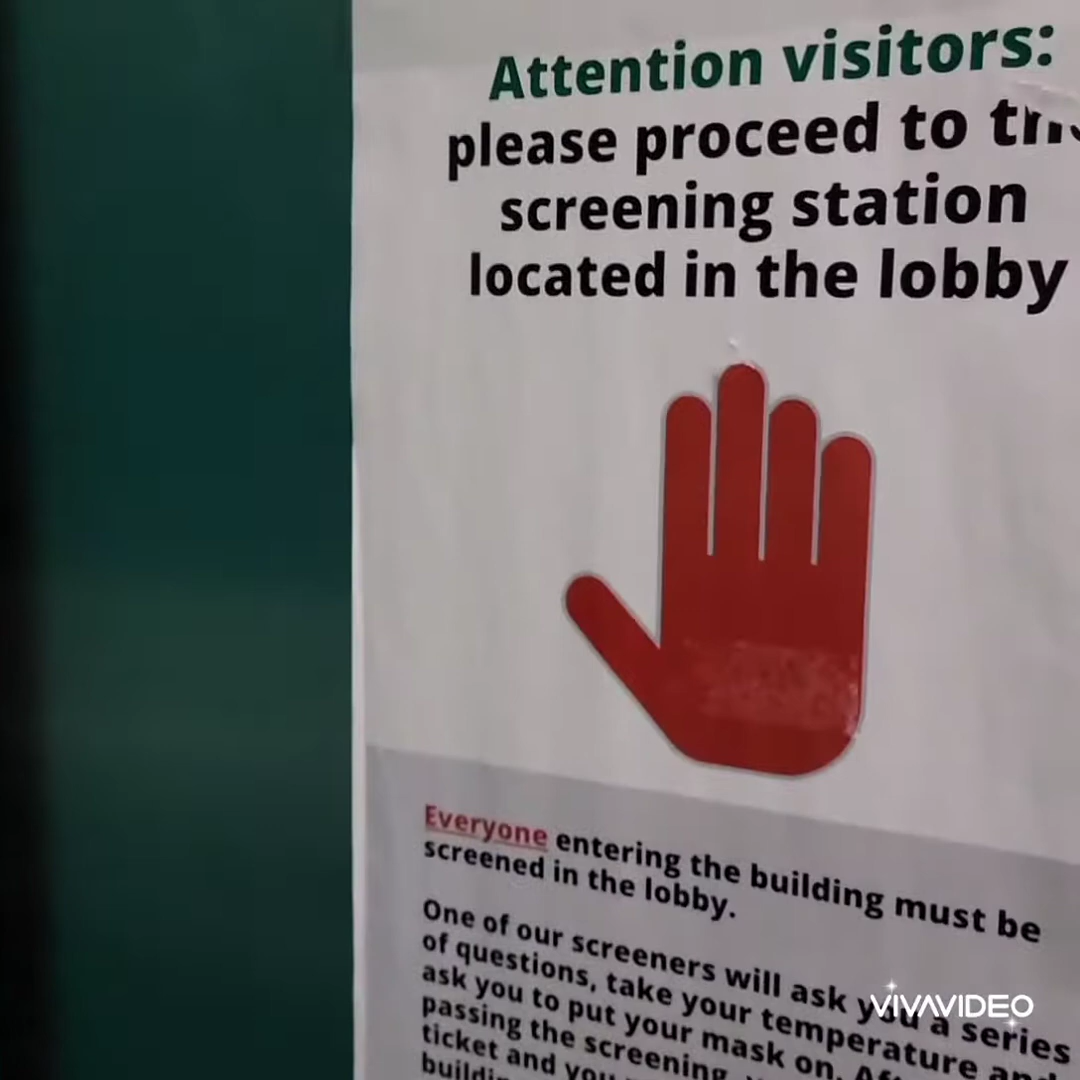 Attention visitors:
please proceed to the
screening station
located in the lobby
Everyone entering the building must be
screened in the lobby.
One of our screeners will ask you a series
of questions, take your temperature and
ask you to put your mask on.
passing the screening,
ticket and you
VIVAVIDEO